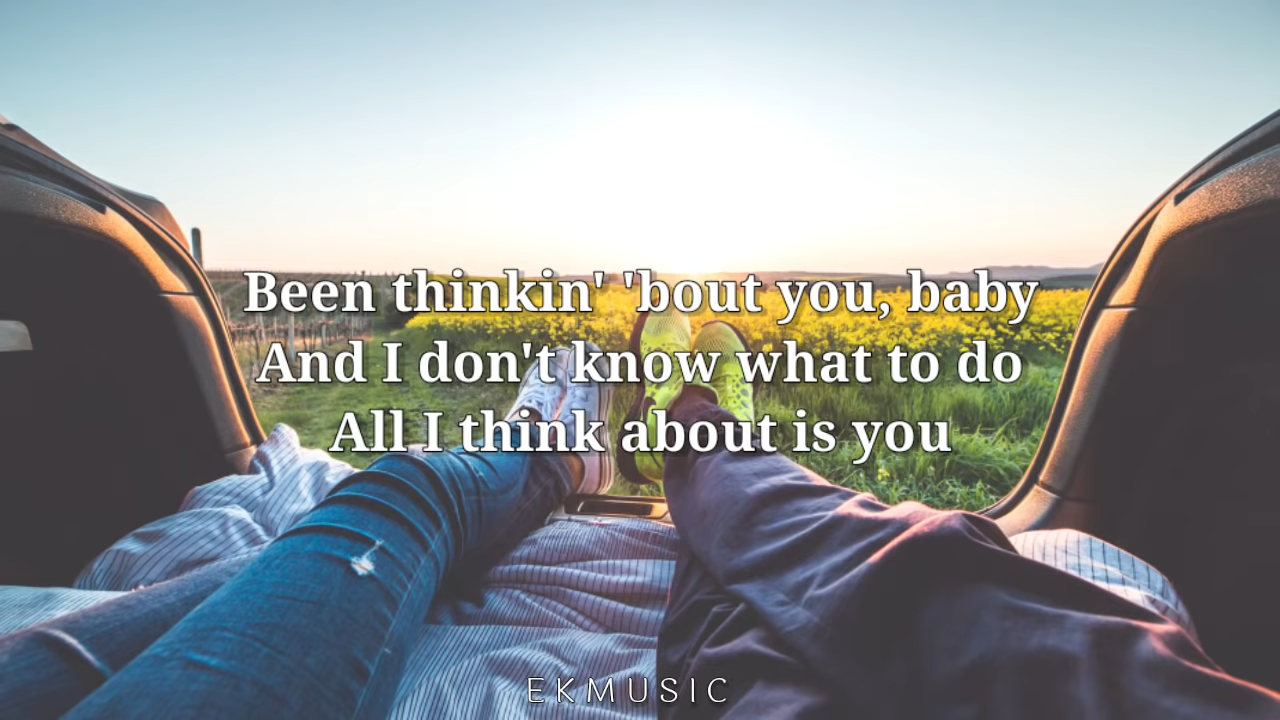 Been thinkin' 'bout you, baby
And I don't know what to do
All I think about is you
EKMUSIC